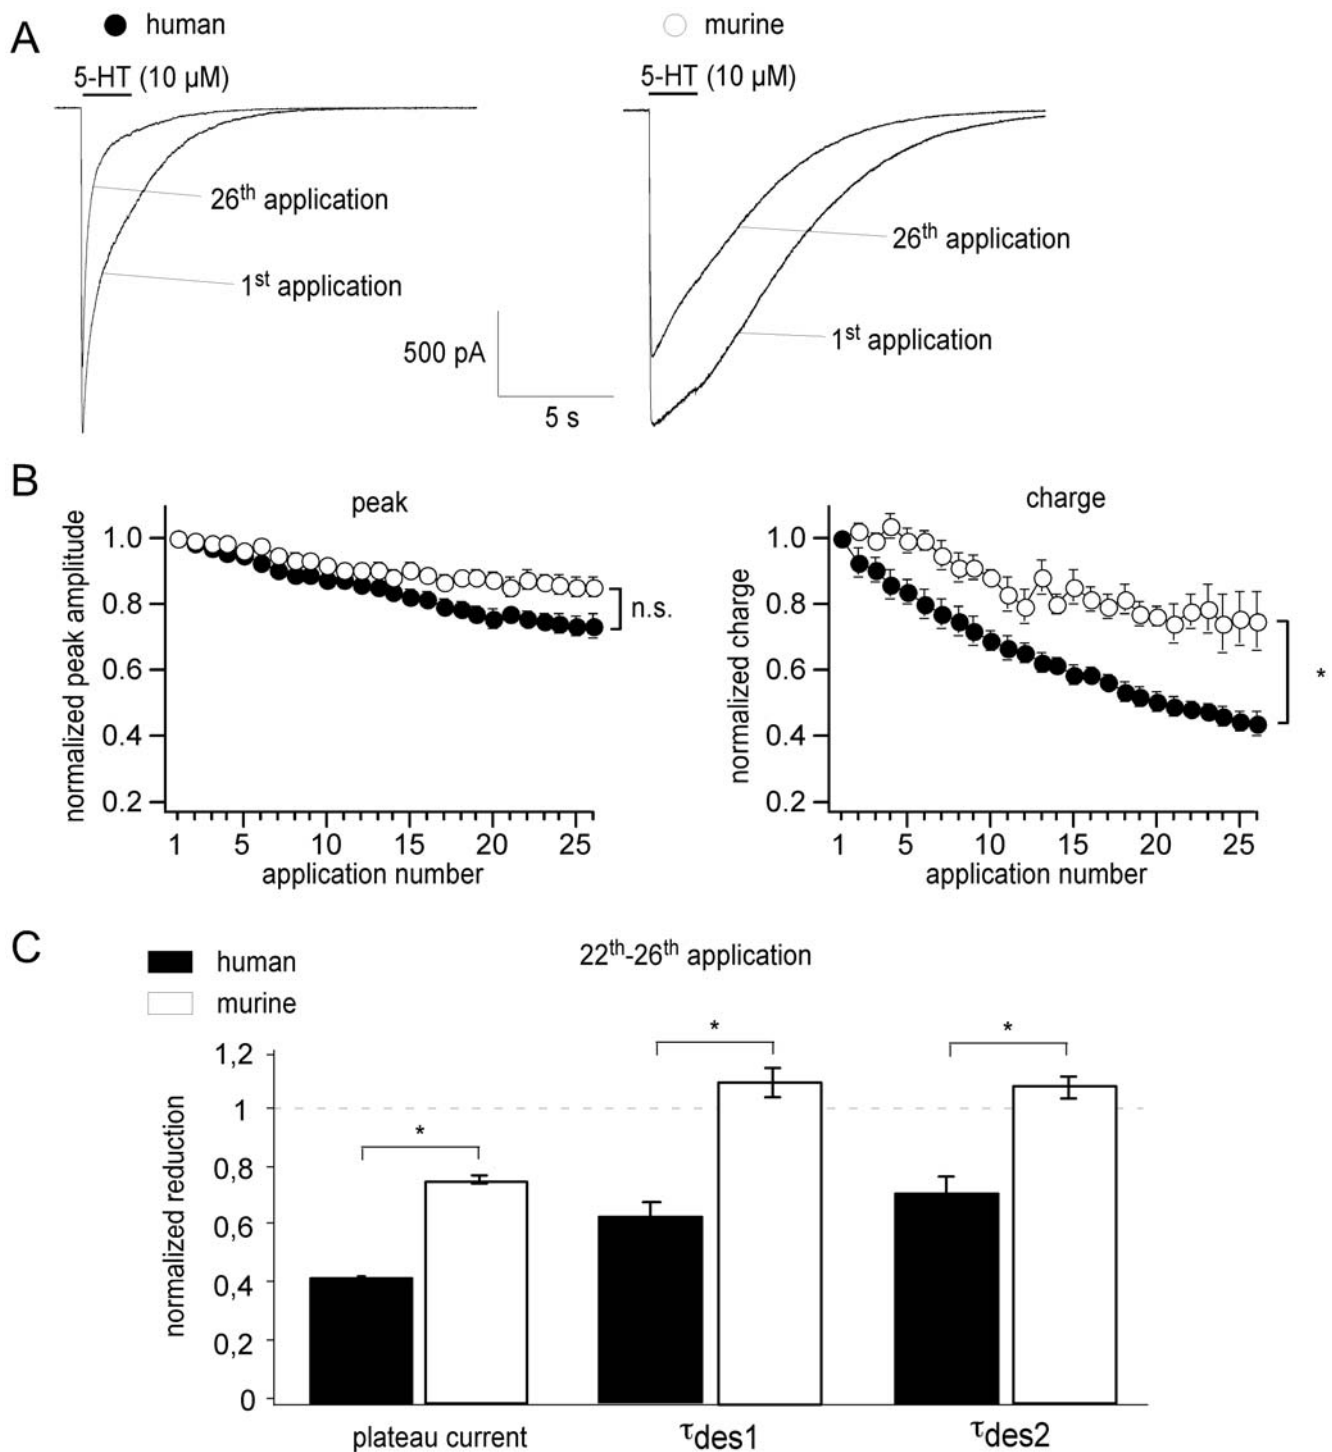 A
human
murine
5-HT (10 µM)
5-HT (10 µM)
26th application
1st application
26th application
1st application
500 pA
5 s
B
peak
normalized peak amplitude
1.0
0.8
0.6
0.4
0.2
n.s.
1 5 10 15 20 25
application number
charge
normalized charge
1.0
0.8
0.6
0.4
0.2
*
1 5 10 15 20 25
application number
C
human
murine
22th-26th application
normalized reduction
1,2
1
0,8
0,6
0,4
0,2
0
*
*
*
plateau current
τdes1
τdes2